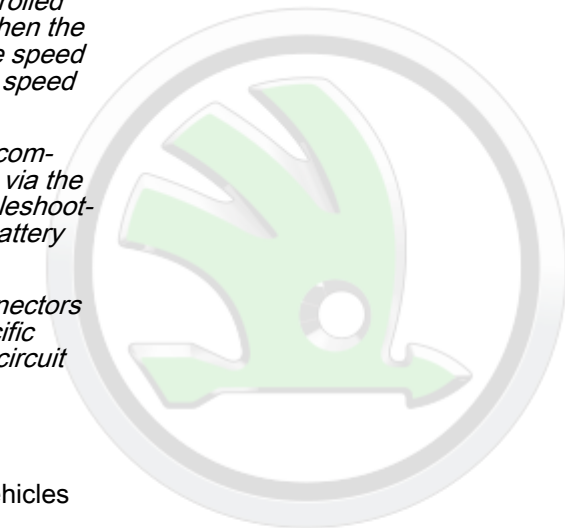 rolled
hen the
e speed
speed
com-
via the
leshoot-
attery
nectors
cific
circuit
hicles